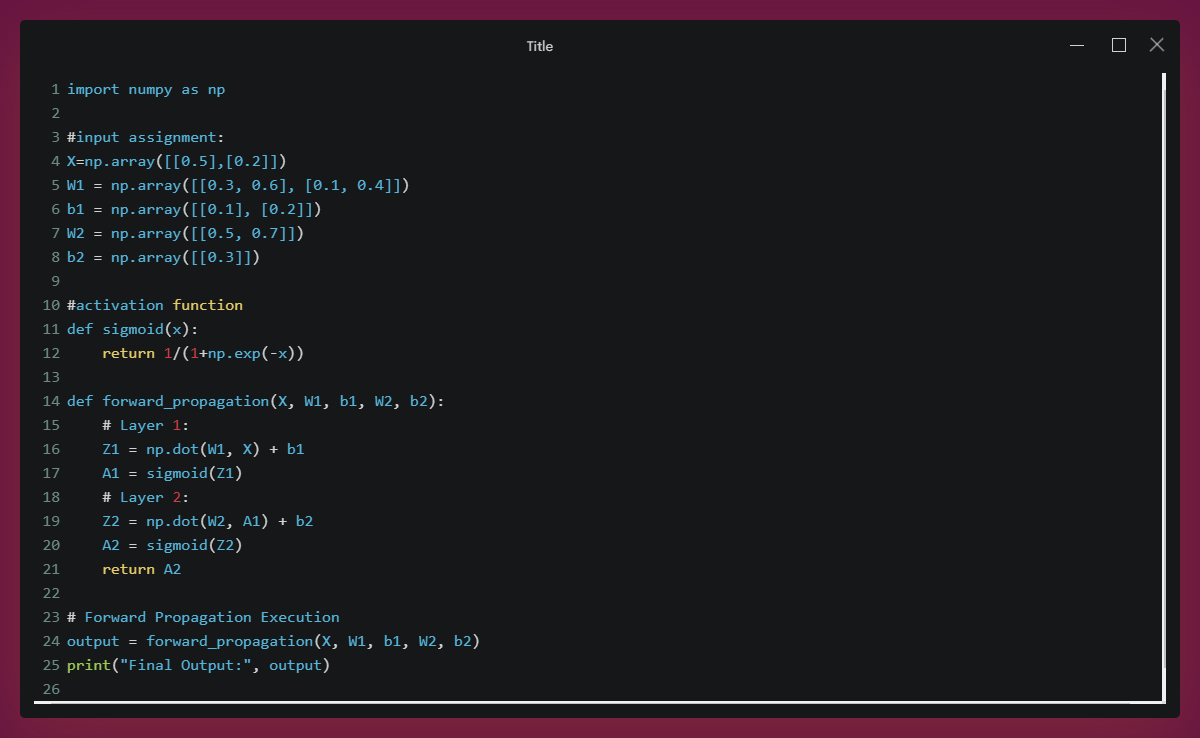 Title
1 import numpy as np
2
3 #input assignment:
4 X=np.array([[0.5],[0.2]])
5 W1 = np.array([[0.3, 0.6], [0.1, 0.4]])
6 b1 = np.array([[0.1], [0.2]])
7 W2 = np.array([[0.5, 0.7]])
8 b2 = np.array([[0.3]])
9
10 #activation function
11 def sigmoid(x):
12     return 1/(1+np.exp(-x))
13
14 def forward_propagation(X, W1, b1, W2, b2):
15     # Layer 1:
16     Z1 = np.dot(W1, X) + b1
17     A1 = sigmoid(Z1)
18     # Layer 2:
19     Z2 = np.dot(W2, A1) + b2
20     A2 = sigmoid(Z2)
21     return A2
22
23 # Forward Propagation Execution
24 output = forward_propagation(X, W1, b1, W2, b2)
25 print("Final Output:", output)
26